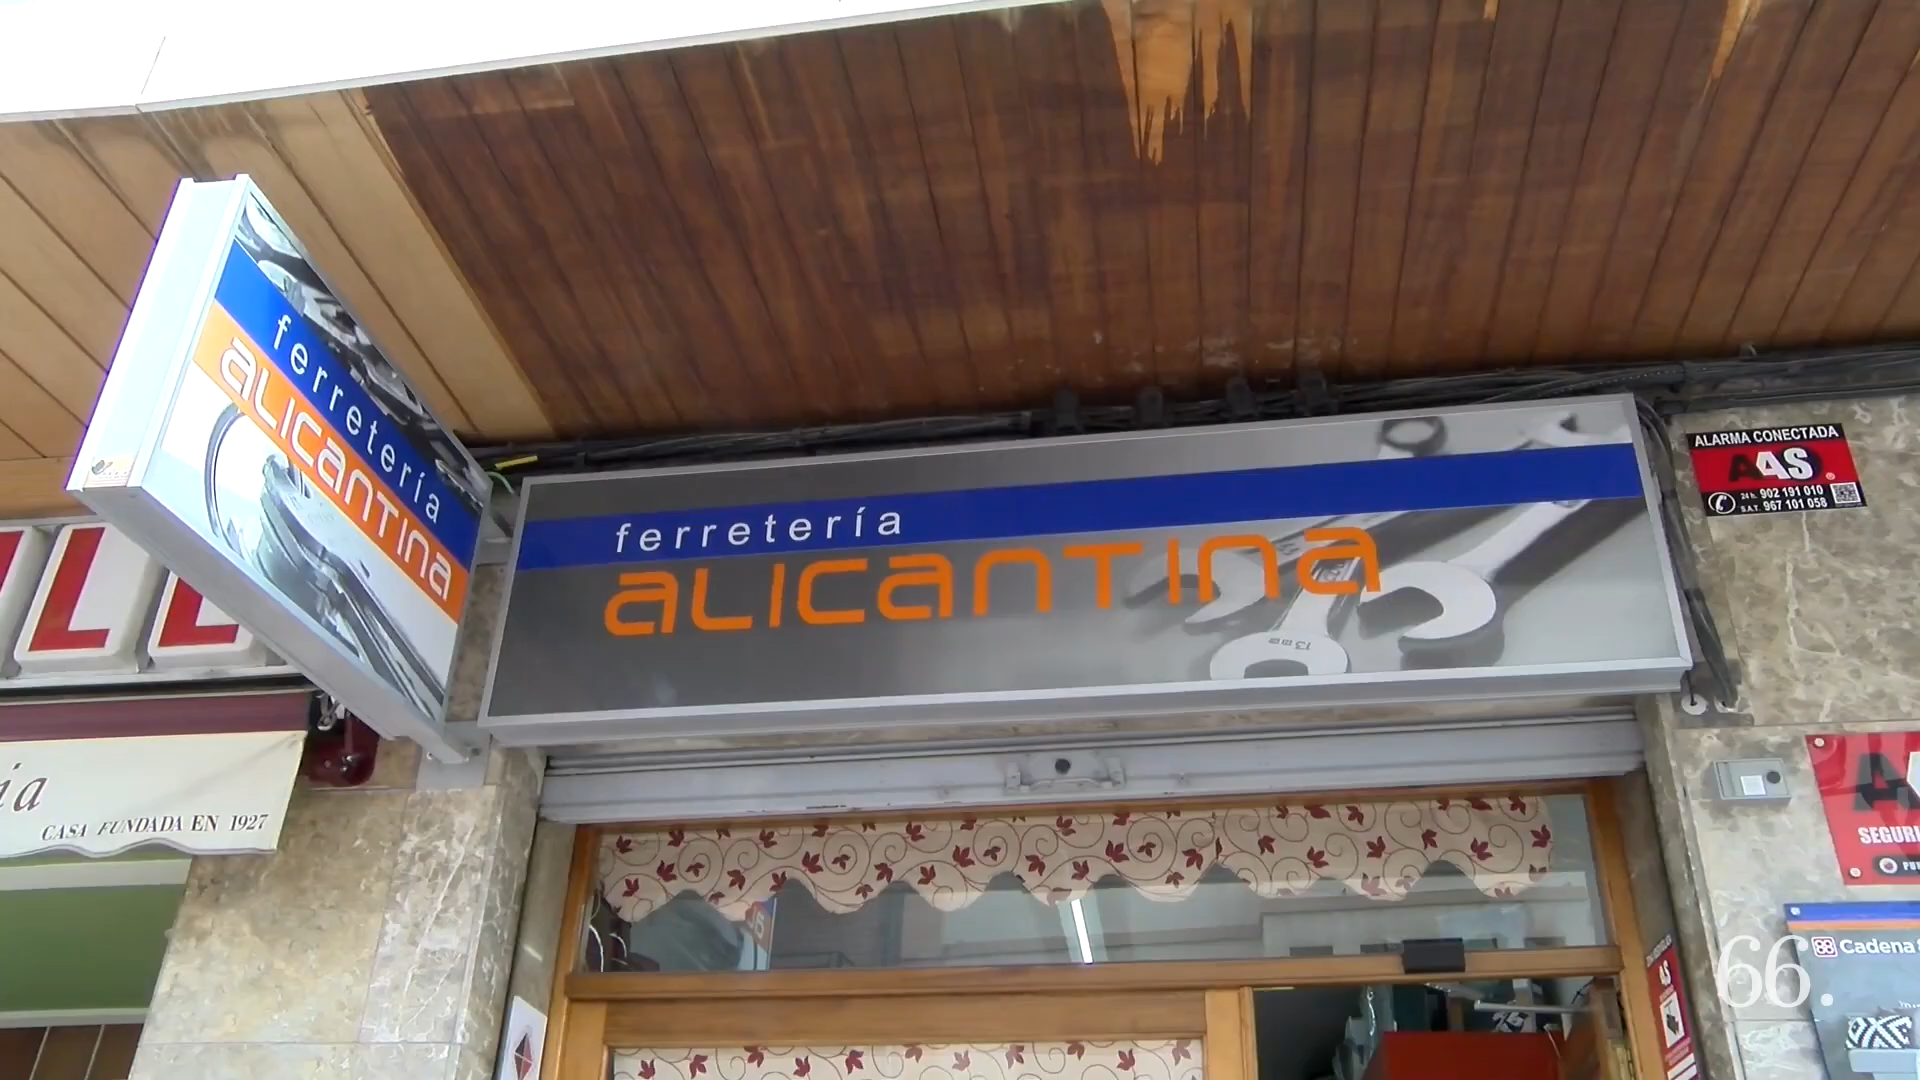 ferretería
ALICANTINA
ferretería
ALICANTINA
13
ALARMA CONECTADA
A4S
24 h. 902 191 010
S.A.T. 967 101 058
CASA FUNDADA EN 1927
Cadena
66.